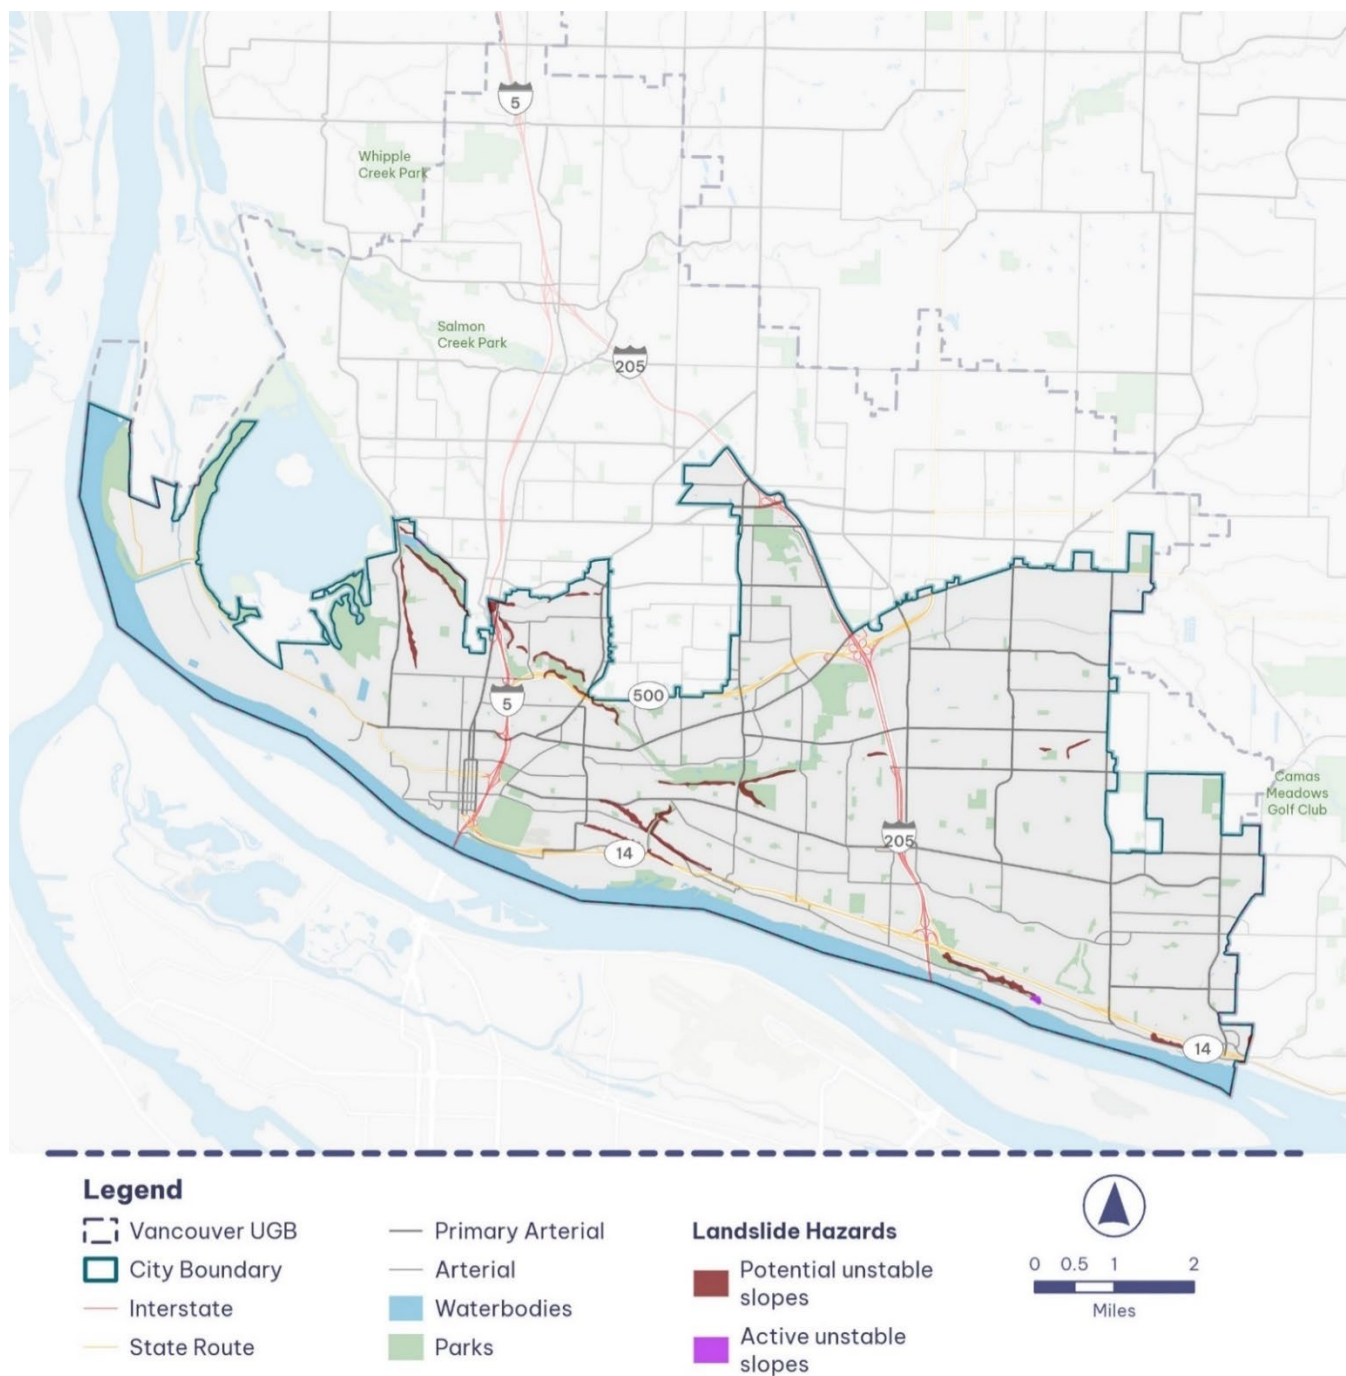 5
Whipple
Creek Park
Salmon
Creek Park
205
500
5
Camas
Meadows
Golf Club
205
14
14
Legend
Vancouver UGB
City Boundary
Interstate
State Route
Primary Arterial
Arterial
Waterbodies
Parks
Landslide Hazards
Potential unstable
slopes
Active unstable
slopes
0 0.5 1 2
Miles